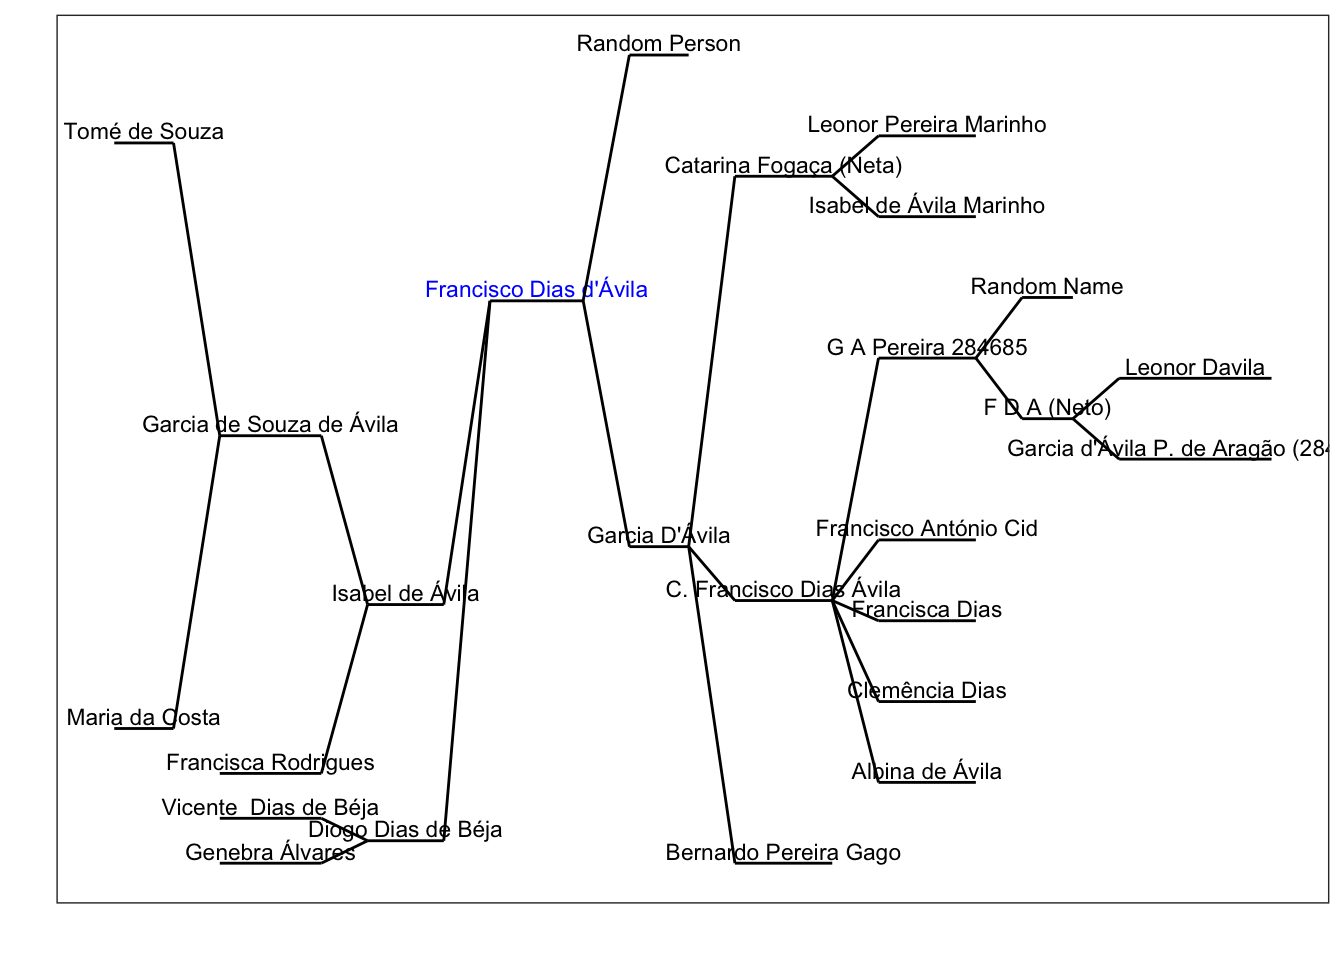 Random Person
Tomé de Souza
Leonor Pereira Marinho
Catarina Fogaça (Neta)
Isabel de Ávila Marinho
Francisco Dias d'Ávila
Random Name
G A Pereira 284685
Leonor Davila
F D A (Neto)
Garcia de Souza de Ávila
Garcia d'Ávila P. de Aragão (284
Francisco António Cid
Garcia D'Ávila
C. Francisco Dias Ávila
Isabel de Ávila
Francisca Dias
Clemência Dias
Maria da Costa
Francisca Rodrigues
Albina de Ávila
Vicente  Dias de Béja
Diogo Dias de Béja
Genebra Álvares
Bernardo Pereira Gago